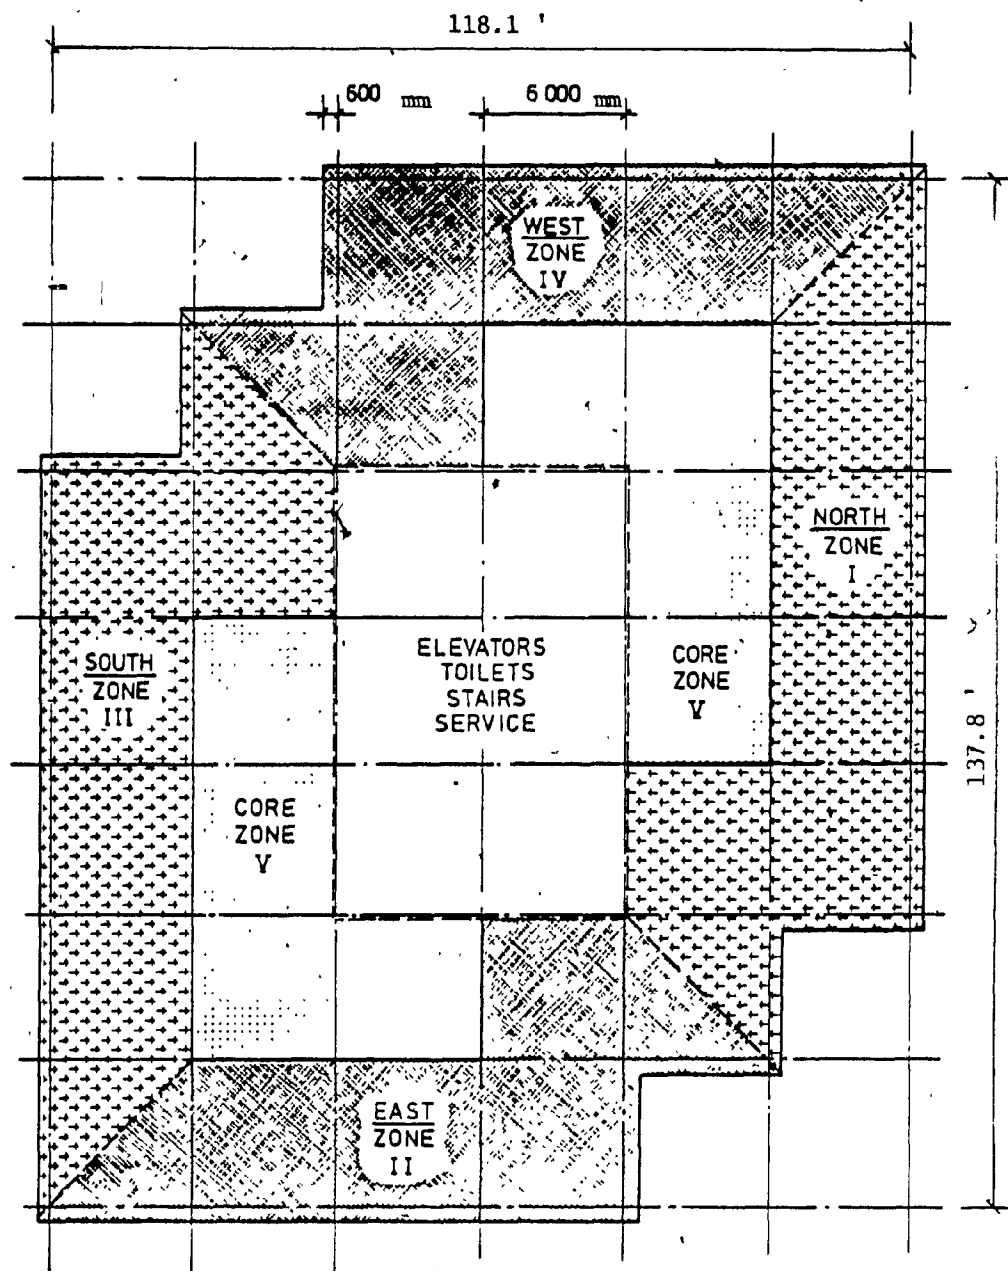 118.1 '
600 mm
6 000 mm
WEST
ZONE
IV
NORTH
ZONE
I
ELEVATORS
TOILETS
STAIRS
SERVICE
CORE
ZONE
V
SOUTH
ZONE
III
137.8 '
CORE
ZONE
V
EAST
ZONE
II